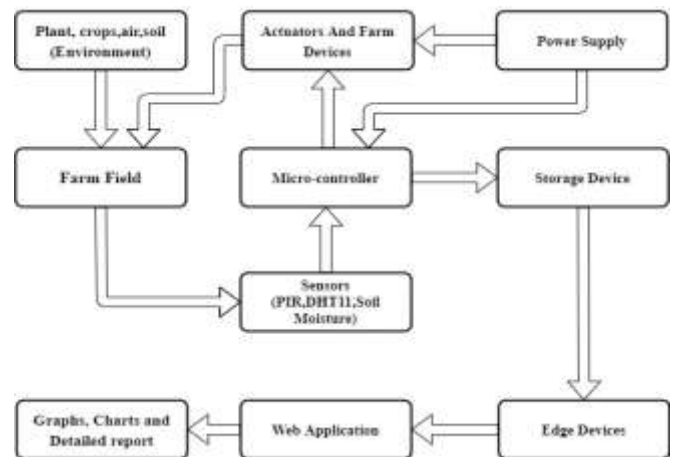 Plant, crops,air,soil
(Environment)
Actuators And Farm
Devices
Power Supply
Farm Field
Micro-controller
Storage Device
Sensors
(PIR,DHT11,Soil
Moisture)
Graphs, Charts and
Detailed report
Web Application
Edge Devices